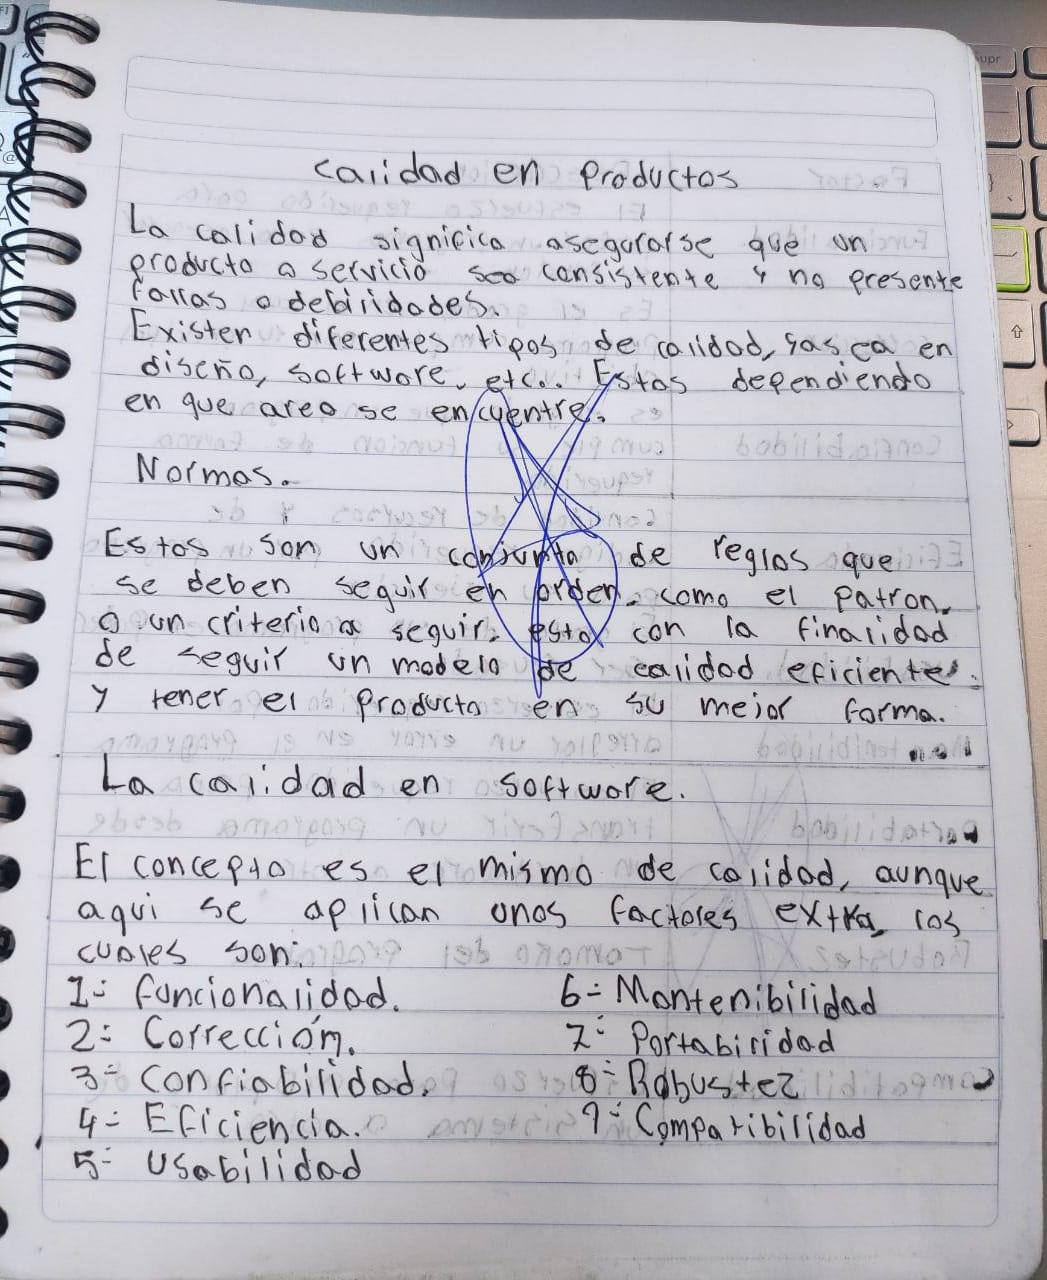 Calidad en Productos
La calidad significa asegurarse que un
producto o servicio sea consistente y no presente
fallas o debilidades.
Existen diferentes tipos de calidad, sas ea en
diseño, software, etc.. Estas dependiendo
en que area se encuentre.
Normas.
Estos son un conjunto de reglas que
se deben seguir en orden, como el patron,
o un criterio a seguir, esto con la finalidad
de seguir un modelo de calidad eficiente.
y tener el producto en su mejor forma.
La calidad en software.
El concepto es el mismo de calidad, aunque
aqui se aplican unos factores extra, los
cuales son:
1- funcionalidad. 6- Mantenibilidad
2- Corrección. 7- Portabilidad
3- Confiabilidad. 8- Robustez
4- Eficiencia. 9- Compatibilidad
5- Usabilidad